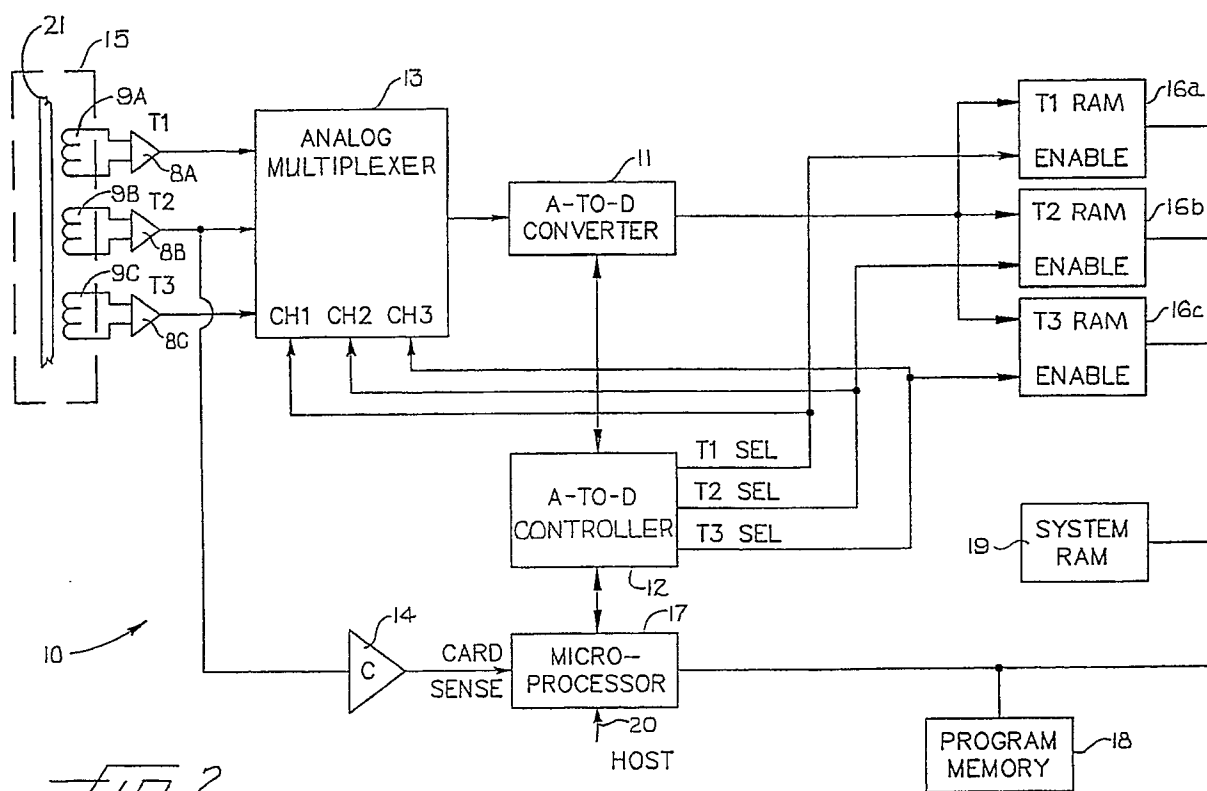 21
15
9A
T1
8A
9B
T2
8B
9C
T3
8C
13
ANALOG
MULTIPLEXER
CH1 CH2 CH3
11
A-TO-D
CONVERTER
T1 RAM
ENABLE
16a
T2 RAM
ENABLE
16b
T3 RAM
ENABLE
16c
A-TO-D
CONTROLLER
12
T1 SEL
T2 SEL
T3 SEL
19
SYSTEM
RAM
10
14
C
CARD
SENSE
17
MICRO-
PROCESSOR
20
HOST
PROGRAM
MEMORY
18